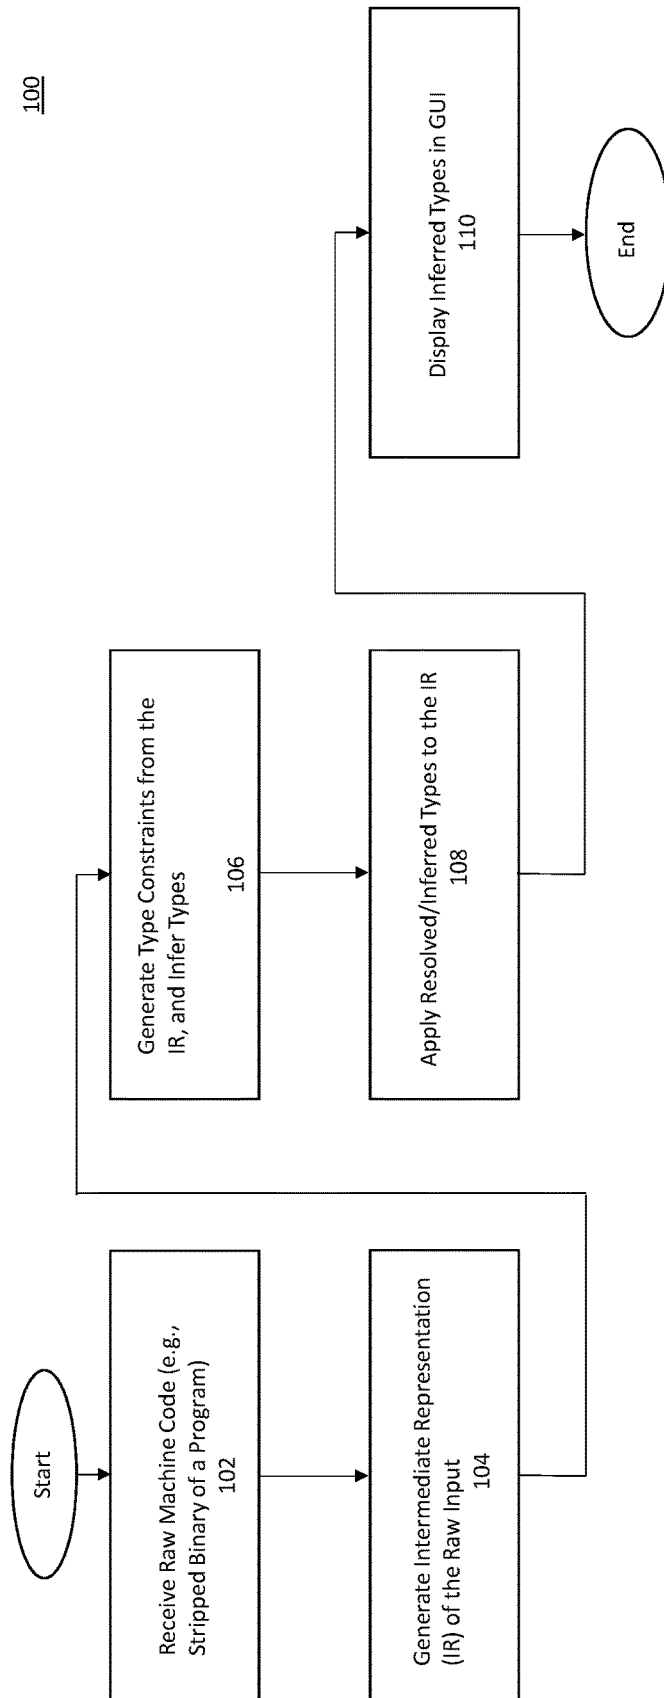 100
Start
Receive Raw Machine Code (e.g.,
Stripped Binary of a Program)
102
Generate Intermediate Representation
(IR) of the Raw Input
104
Generate Type Constraints from the
IR, and Infer Types
106
Apply Resolved/Inferred Types to the IR
108
Display Inferred Types in GUI
110
End